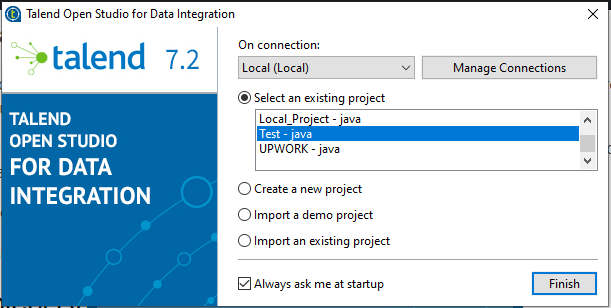 Talend Open Studio for Data Integration
talend 7.2
TALEND
OPEN STUDIO
FOR DATA
INTEGRATION
On connection:
Local (Local)
Manage Connections
Select an existing project
Local_Project - java
Test - java
UPWORK - java
Create a new project
Import a demo project
Import an existing project
Always ask me at startup
Finish